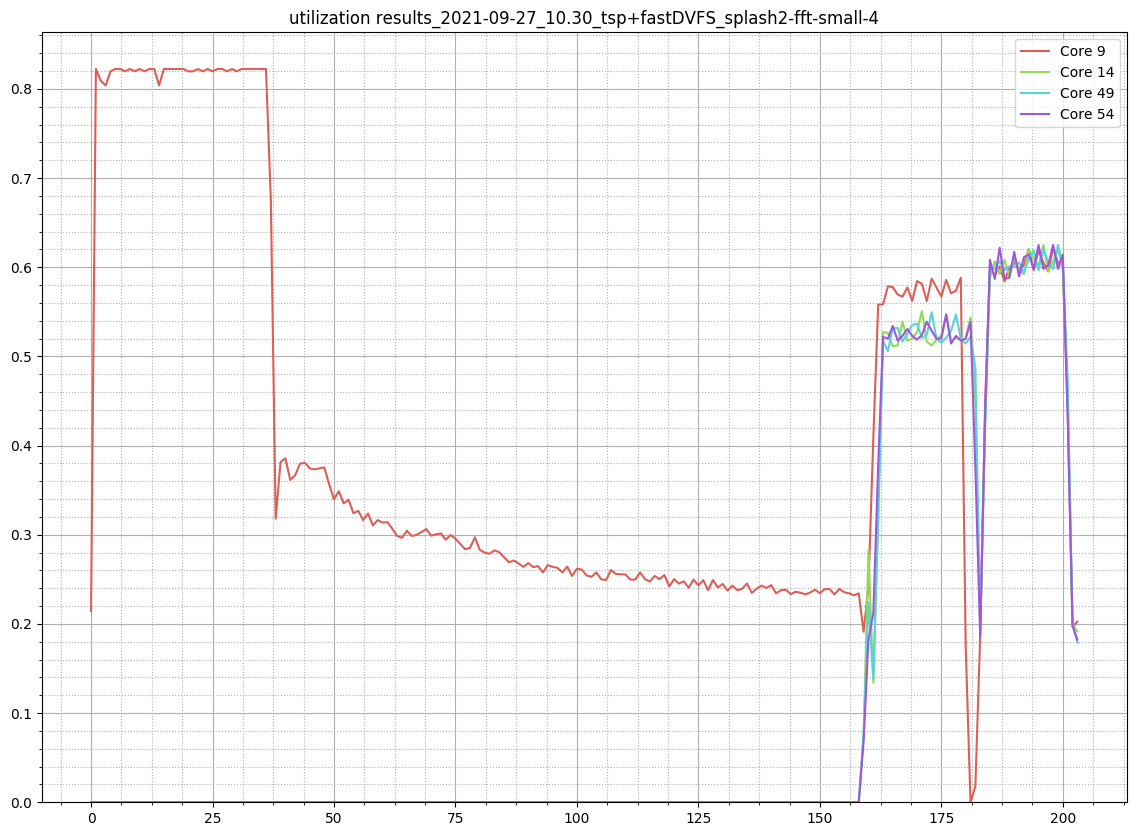 utilization results_2021-09-27_10.30_tsp+fastDVFS_splash2-fft-small-4
Core 9
Core 14
Core 49
Core 54
0.8
0.7
0.6
0.5
0.4
0.3
0.2
0.1
0.0
0 25 50 75 100 125 150 175 200